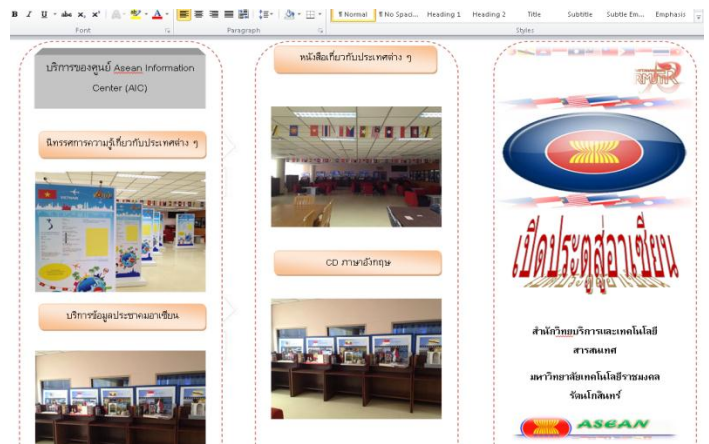 B I U abc x₂ x² A
Font
Paragraph
¶ Normal ¶ No Spaci... Heading 1 Heading 2 Title Subtitle Subtle Em... Emphasis
Styles
บริการของศูนย์ Asean Information
Center (AIC)
นิทรรศการความรู้เกี่ยวกับประเทศต่าง ๆ
บริการข้อมูลประชาคมอาเซียน
หนังสือเกี่ยวกับประเทศต่าง ๆ
CD ภาษาอังกฤษ
เปิดประตูสู่อาเซียน
สำนักวิทยบริการและเทคโนโลยี
สารสนเทศ
มหาวิทยาลัยเทคโนโลยีราชมงคล
รัตนโกสินทร์
ASEAN